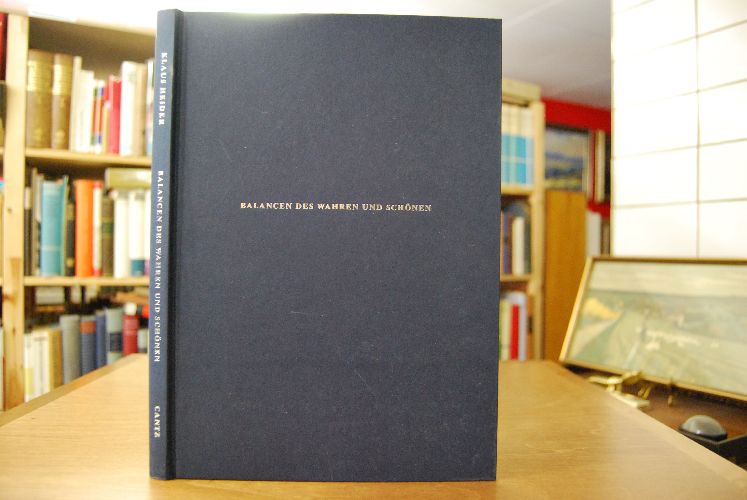 KLAUS HEIDER
BALANCEN DES WAHREN UND SCHÖNEN
CANTZ
BALANCEN DES WAHREN UND SCHÖNEN